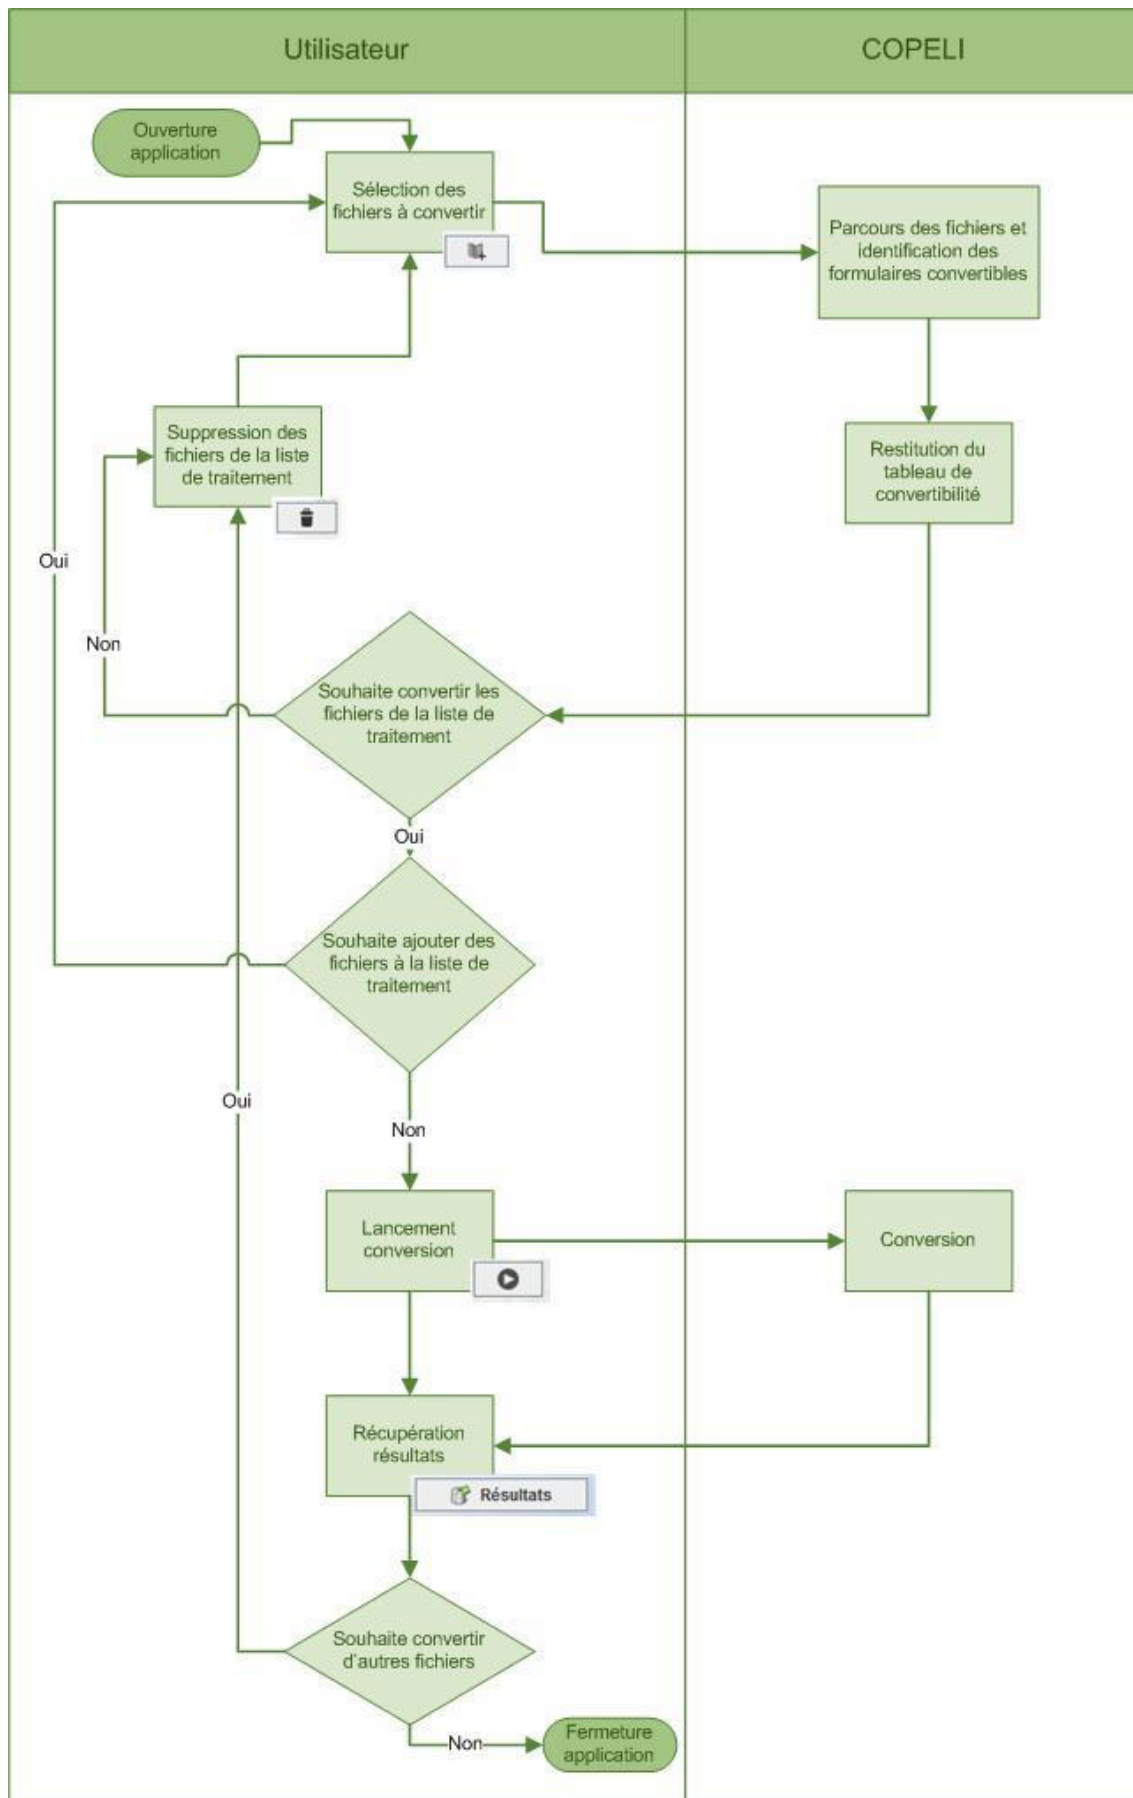 Utilisateur
COPELI
Ouverture
application
Sélection des
fichiers à convertir
Parcours des fichiers et
identification des
formulaires convertibles
Suppression des
fichiers de la liste
de traitement
Restitution du
tableau de
convertibilité
Oui
Non
Souhaite convertir les
fichiers de la liste de
traitement
Oui
Souhaite ajouter des
fichiers à la liste de
traitement
Oui
Non
Lancement
conversion
Conversion
Récupération
résultats
Résultats
Souhaite convertir
d'autres fichiers
Non
Fermeture
application